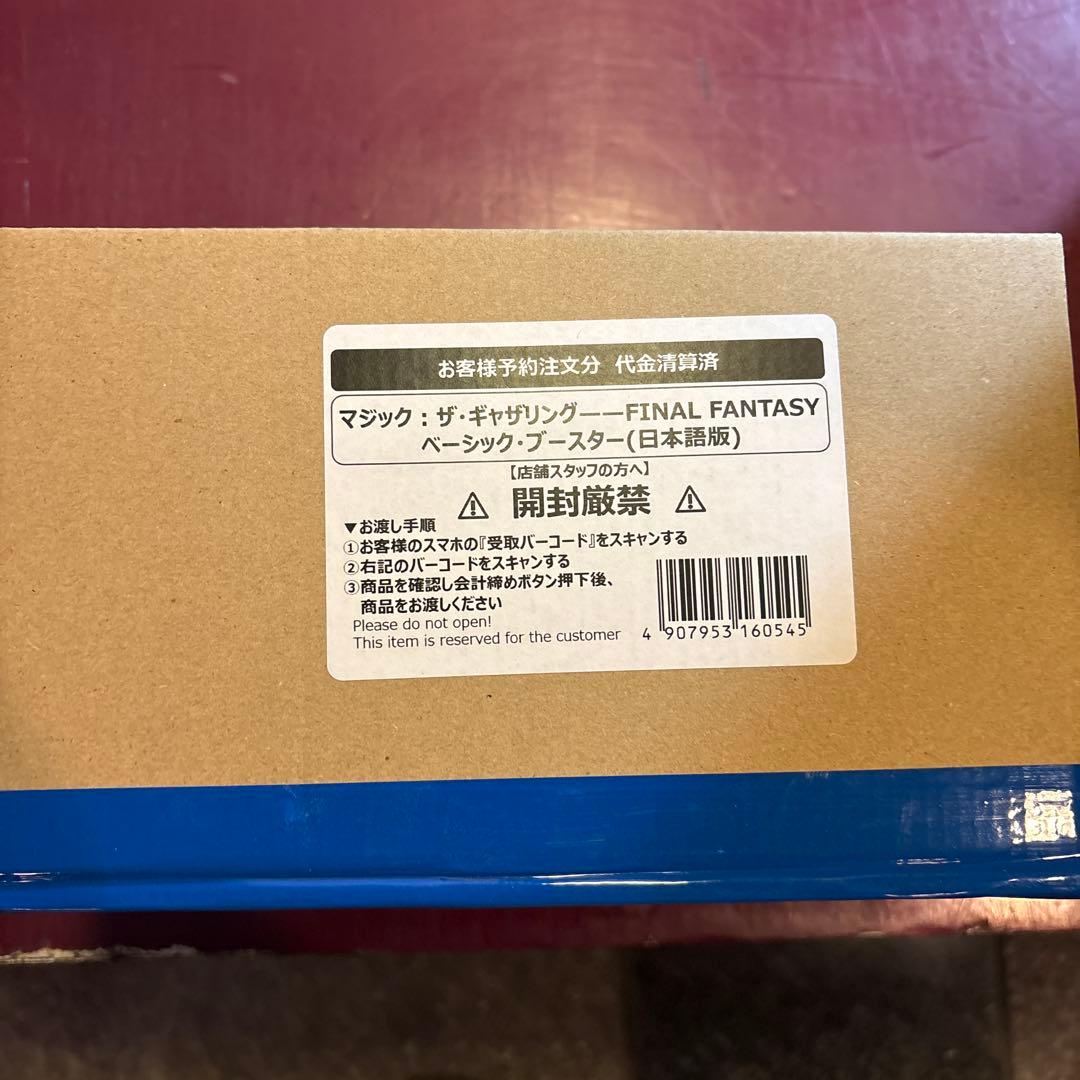 お客様予約注文分 代金清算済
マジック：ザ・ギャザリング――FINAL FANTASY
ベーシック・ブースター(日本語版)
【店舗スタッフの方へ】
⚠ 開封厳禁 ⚠
▼お渡し手順
①お客様のスマホの『受取バーコード』をスキャンする
②右記のバーコードをスキャンする
③商品を確認し会計締めボタン押下後、
商品をお渡しください
Please do not open!
This item is reserved for the customer
4 907953 160545